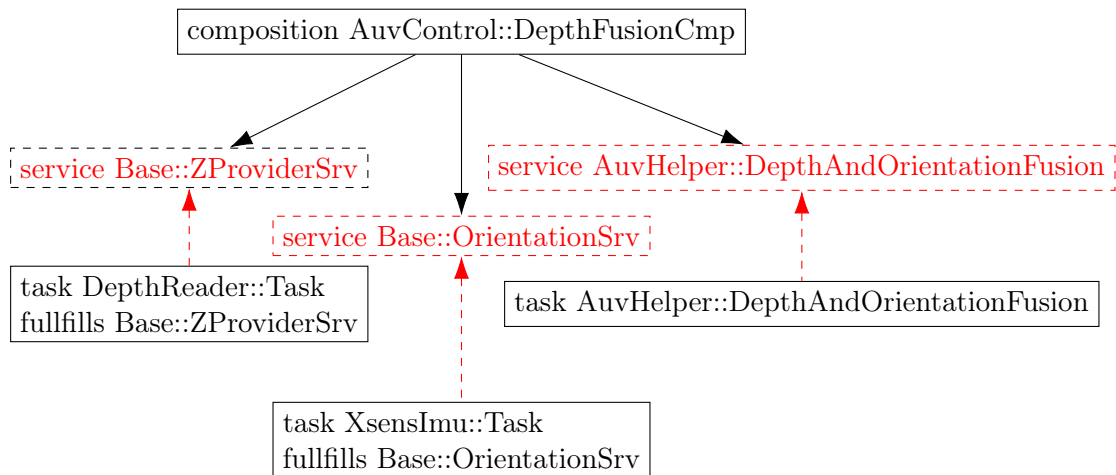 composition AuvControl::DepthFusionCmp
service Base::ZProviderSrv
service AuvHelper::DepthAndOrientationFusion
service Base::OrientationSrv
task DepthReader::Task
fullfills Base::ZProviderSrv
task AuvHelper::DepthAndOrientationFusion
task XsensImu::Task
fullfills Base::OrientationSrv